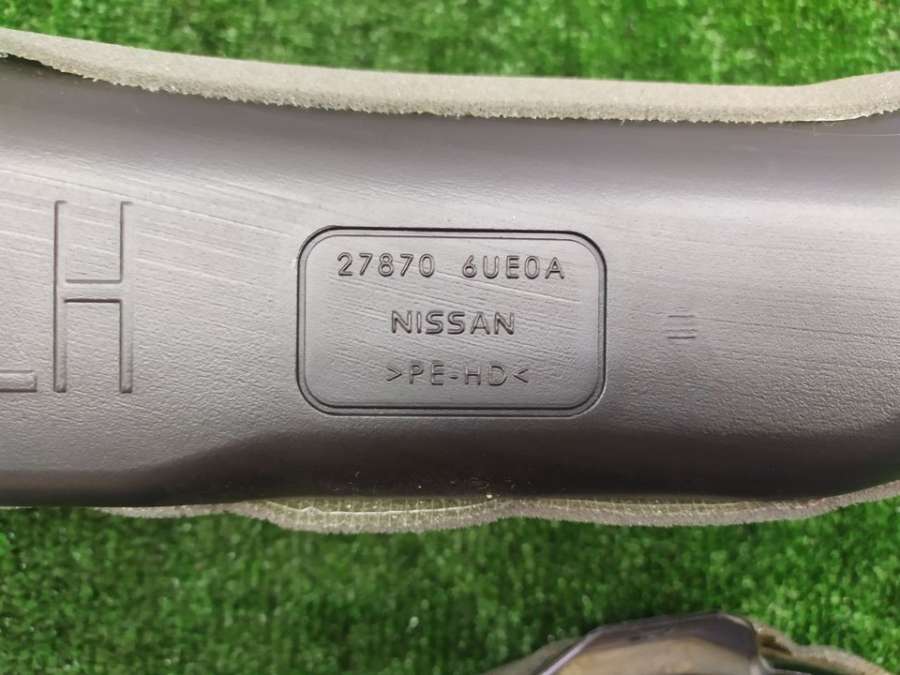 LH
27870 6UE0A
NISSAN
>PE-HD<